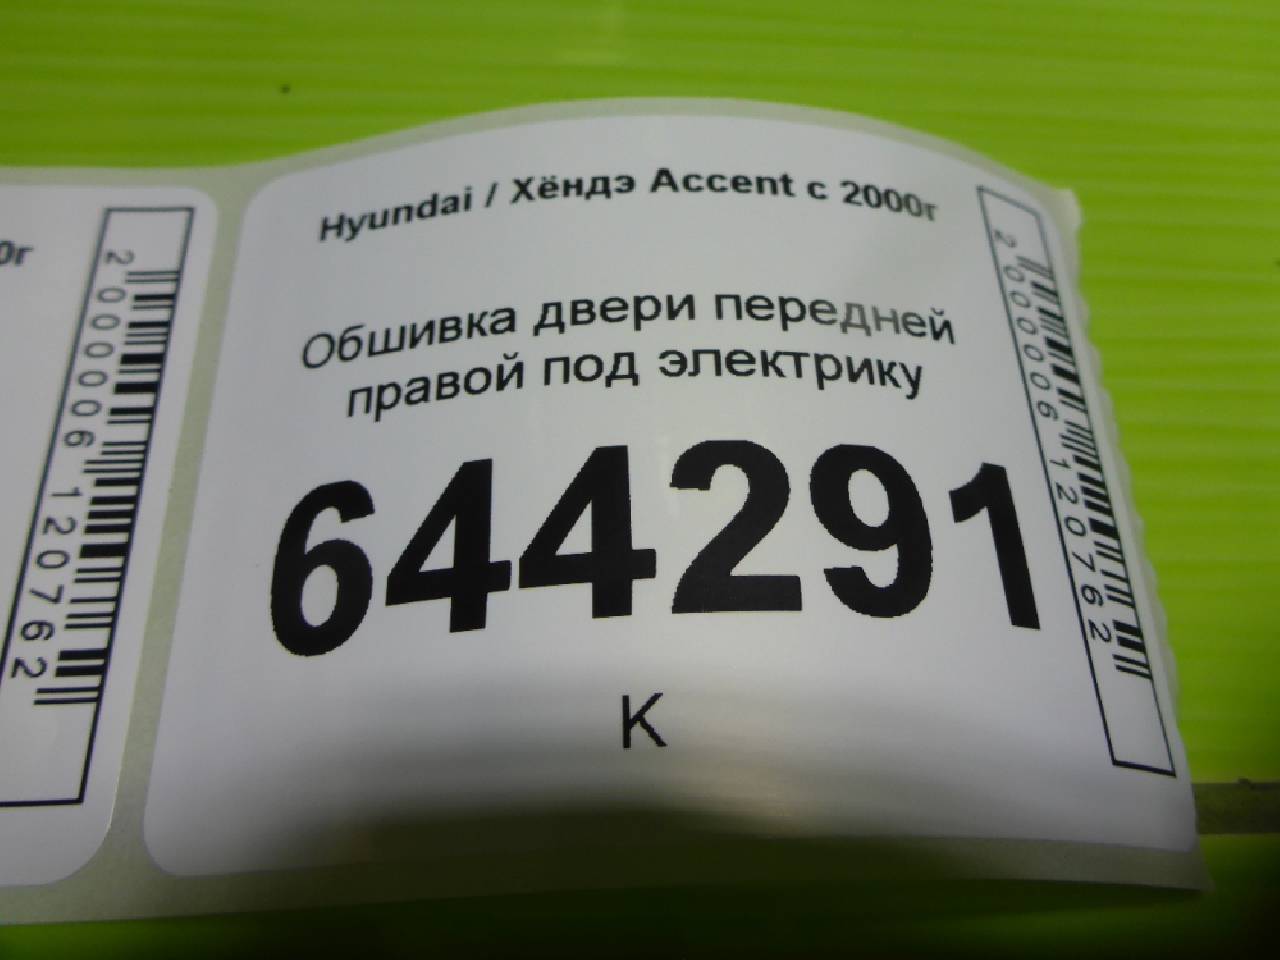 0г
2000006120762
Hyundai / Хёндэ Accent с 2000г
Обшивка двери передней
правой под электрику
644291
К
2000006120762